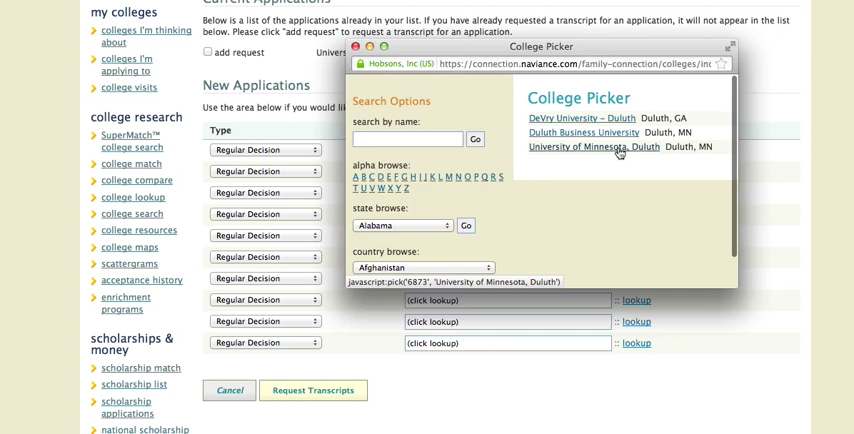 my colleges
colleges I'm thinking
about
colleges I'm
applying to
college visits
college research
SuperMatch™
college search
college match
college compare
college lookup
college search
college resources
college maps
scattergrams
acceptance history
enrichment
programs
scholarships &
money
scholarship match
scholarship list
scholarship
applications
national scholarship
Current Applications
Below is a list of the applications already in your list. If you have already requested a transcript for an application, it will not appear in the list
below. Please click "add request" to request a transcript for an application.
add request
New Applications
Use the area below if you would
Type
Regular Decision
Regular Decision
Regular Decision
Regular Decision
Regular Decision
Regular Decision
Regular Decision
Regular Decision (click lookup) :: lookup
Regular Decision (click lookup) :: lookup
Regular Decision (click lookup) :: lookup
Cancel Request Transcripts
College Picker
Hobsons, Inc (US) https://connection.naviance.com/family-connection/colleges/inc
Search Options
search by name:
Go
alpha browse:
A B C D E F G H I J K L M N O P Q R S
T U V W X Y Z
state browse:
Alabama Go
country browse:
Afghanistan
javascript:pick('6873', 'University of Minnesota, Duluth')
College Picker
DeVry University - Duluth Duluth, GA
Duluth Business University Duluth, MN
University of Minnesota, Duluth Duluth, MN